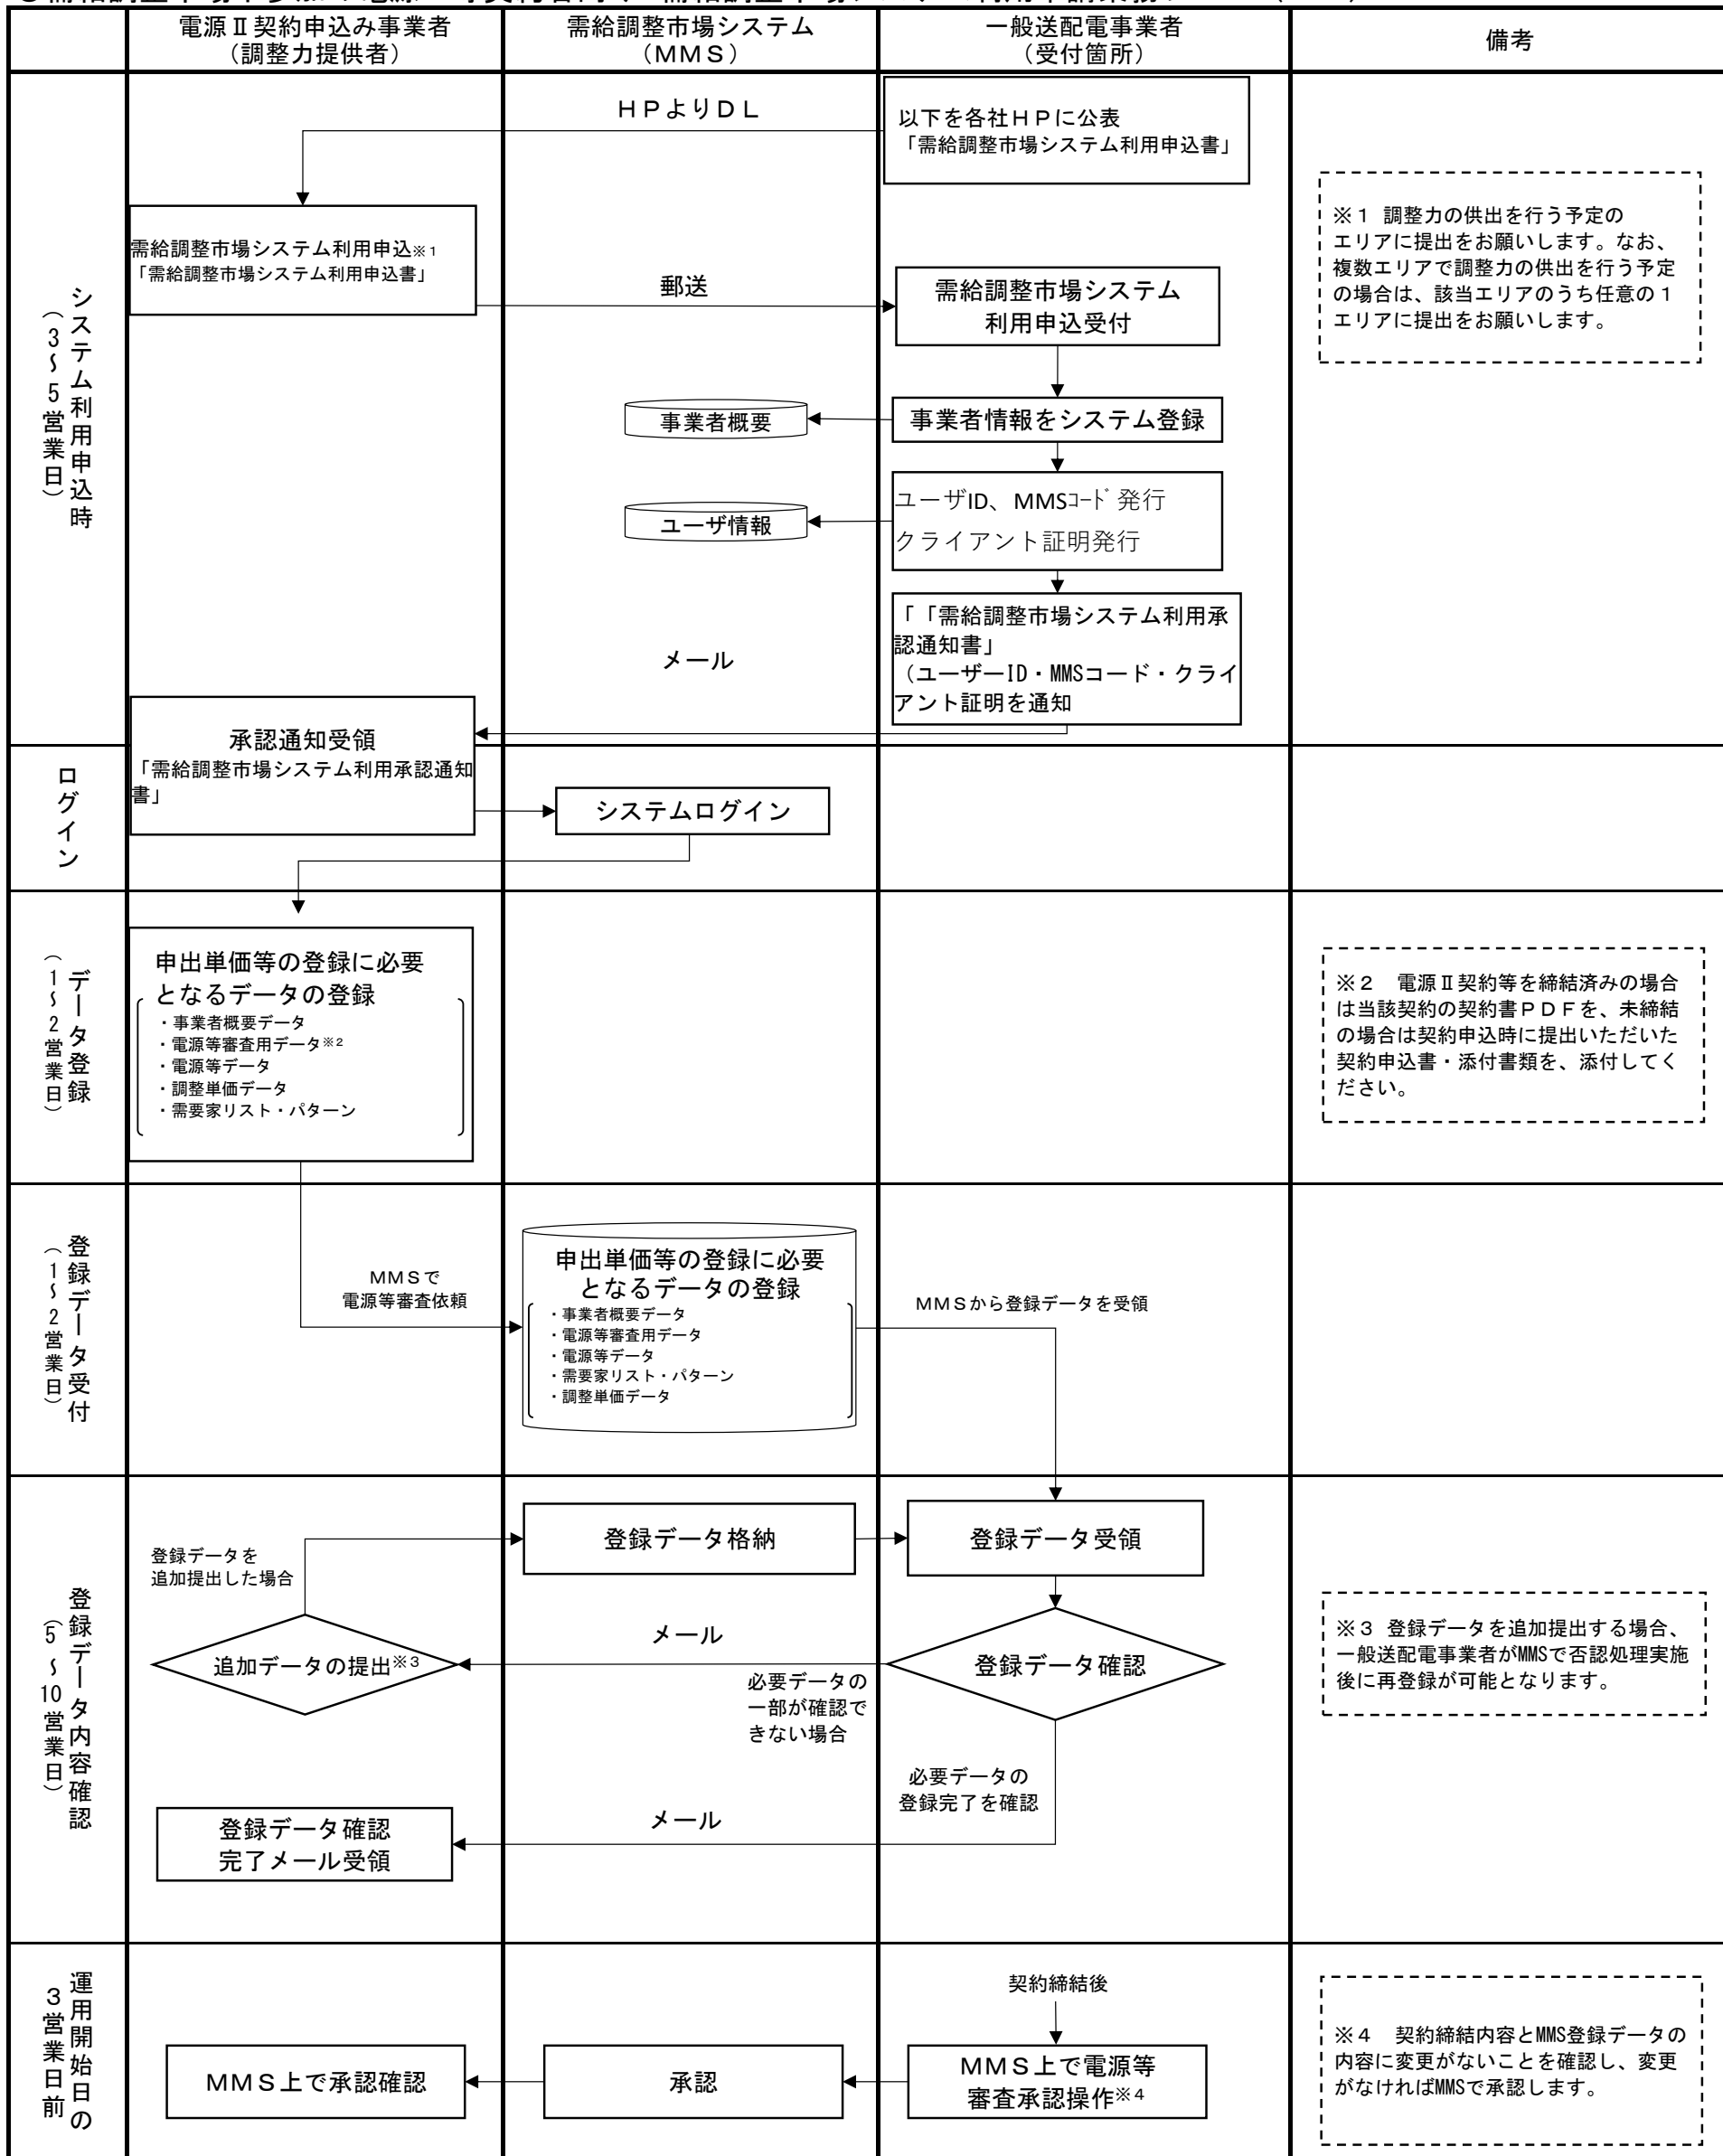 電源Ⅱ契約申込み事業者
（調整力提供者）
需給調整市場システム
（ＭＭＳ）
一般送配電事業者
（受付箇所）
備考
システム利用申込時
（3～5営業日）
ＨＰよりＤＬ
以下を各社ＨＰに公表
「需給調整市場システム利用申込書」
需給調整市場システム利用申込※1
「需給調整市場システム利用申込書」
郵送
需給調整市場システム
利用申込受付
※１ 調整力の供出を行う予定の
エリアに提出をお願いします。なお、
複数エリアで調整力の供出を行う予定
の場合は、該当エリアのうち任意の１
エリアに提出をお願いします。
事業者概要
事業者情報をシステム登録
ユーザ情報
ユーザID、MMSｺｰﾄﾞ発行
クライアント証明発行
メール
「「需給調整市場システム利用承
認通知書」
（ユーザーID・MMSコード・クライ
アント証明を通知
承認通知受領
「需給調整市場システム利用承認通知
書」
ログイン
システムログイン
データ登録
（1～2営業日）
申出単価等の登録に必要
となるデータの登録
・事業者概要データ
・電源等審査用データ※2
・電源等データ
・調整単価データ
・需要家リスト・パターン
※２　電源Ⅱ契約等を締結済みの場合
は当該契約の契約書ＰＤＦを、未締結
の場合は契約申込時に提出いただいた
契約申込書・添付書類を、添付してく
ださい。
登録データ受付
（1～2営業日）
ＭＭＳで
電源等審査依頼
申出単価等の登録に必要
となるデータの登録
・事業者概要データ
・電源等審査用データ
・電源等データ
・需要家リスト・パターン
・調整単価データ
ＭＭＳから登録データを受領
登録データ内容確認
（5～10営業日）
登録データを
追加提出した場合
登録データ格納
登録データ受領
追加データの提出※3
メール
登録データ確認
必要データの
一部が確認で
きない場合
※３ 登録データを追加提出する場合、
一般送配電事業者がMMSで否認処理実施
後に再登録が可能となります。
必要データの
登録完了を確認
メール
登録データ確認
完了メール受領
運用開始日の
３営業日前
契約締結後
ＭＭＳ上で承認確認
承認
ＭＭＳ上で電源等
審査承認操作※4
※４　契約締結内容とMMS登録データの
内容に変更がないことを確認し、変更
がなければMMSで承認します。